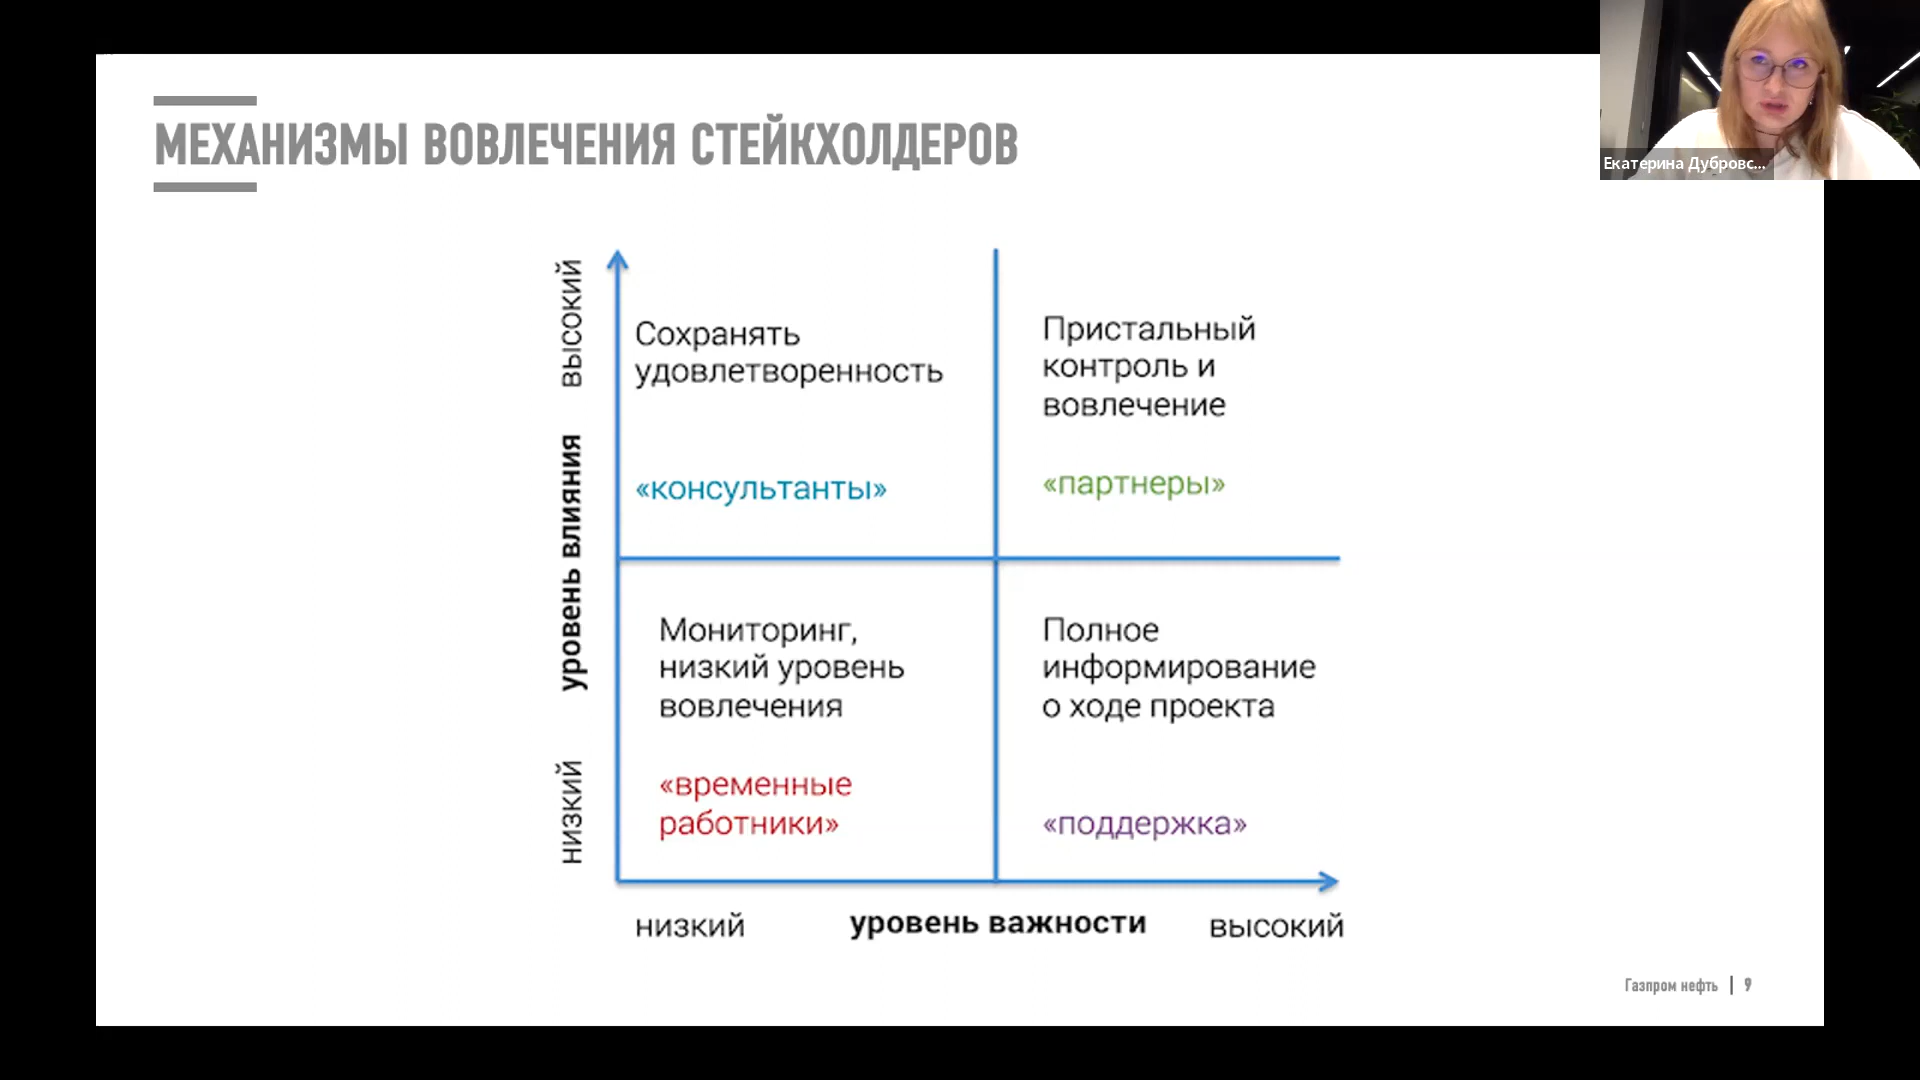 МЕХАНИЗМЫ ВОВЛЕЧЕНИЯ СТЕЙКХОЛДЕРОВ
Екатерина Дубровс...
высокий
уровень влияния
низкий
Сохранять
удовлетворенность
«консультанты»
Пристальный
контроль и
вовлечение
«партнеры»
Мониторинг,
низкий уровень
вовлечения
«временные
работники»
Полное
информирование
о ходе проекта
«поддержка»
низкий
уровень важности
высокий
Газпром нефть | 9